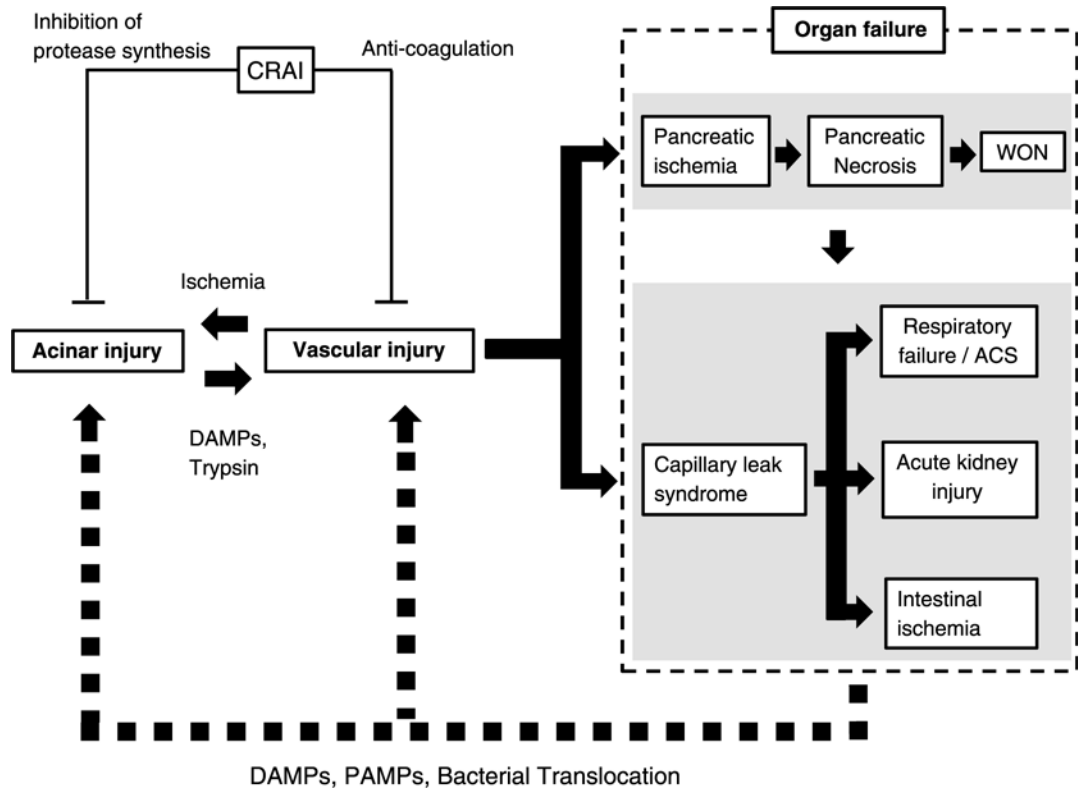 Inhibition of
protease synthesis
CRAI
Anti-coagulation
Organ failure
Pancreatic
ischemia
Pancreatic
Necrosis
WON
Ischemia
Acinar injury
Vascular injury
DAMPs,
Trypsin
Respiratory
failure / ACS
Capillary leak
syndrome
Acute kidney
injury
Intestinal
ischemia
DAMPs, PAMPs, Bacterial Translocation